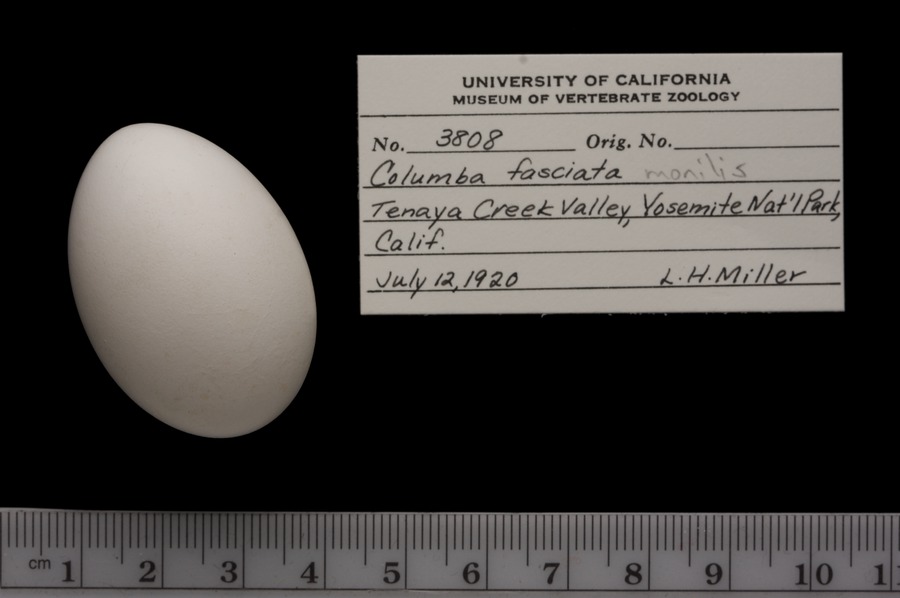 UNIVERSITY OF CALIFORNIA
MUSEUM OF VERTEBRATE ZOOLOGY
No. 3808 Orig. No.
Columba fasciata monilis
Tenaya Creek Valley, Yosemite Nat'l Park,
Calif.
July 12, 1920 L.H. Miller
cm 1 2 3 4 5 6 7 8 9 10 1